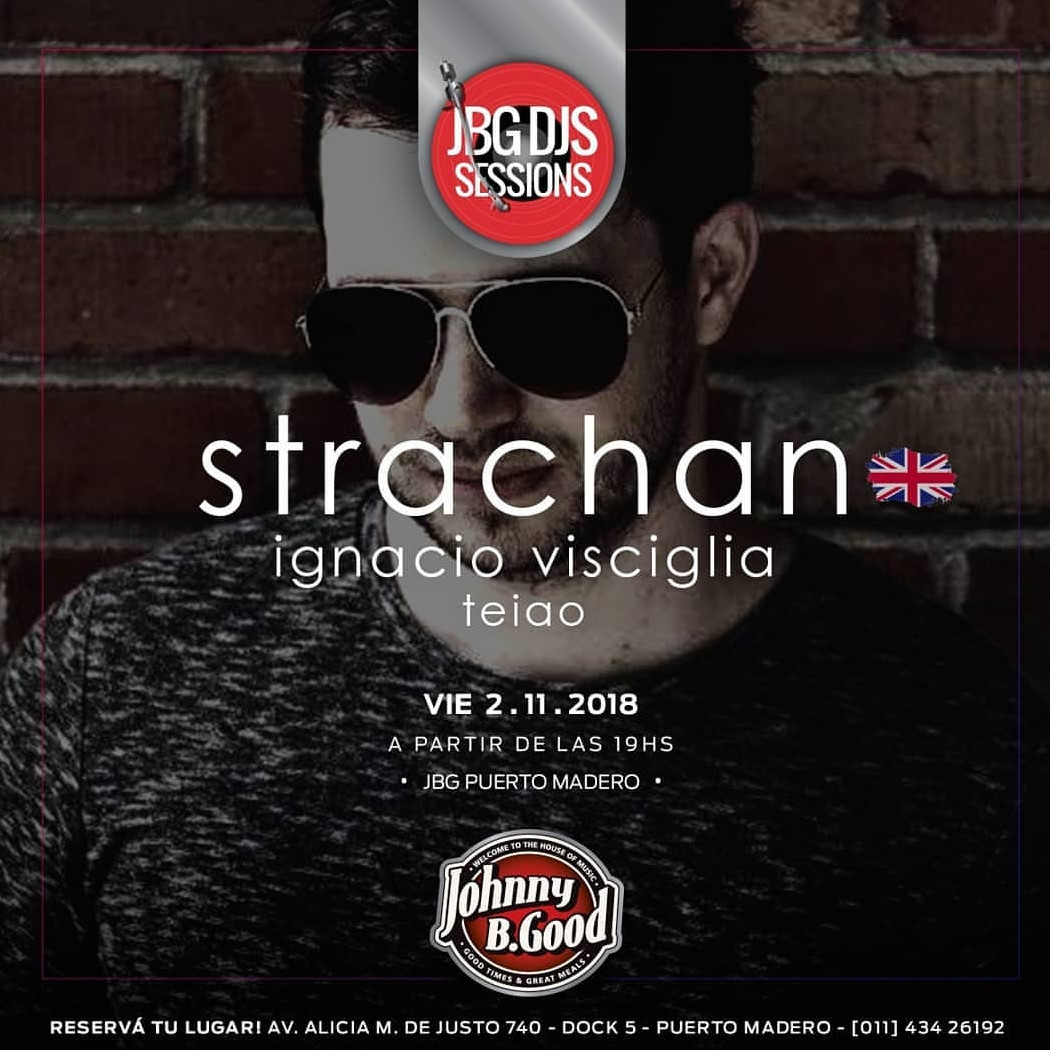 JBG DJS
SESSIONS
strachan
ignacio visciglia
teiao
VIE 2.11.2018
A PARTIR DE LAS 19HS
• JBG PUERTO MADERO •
• WELCOME TO THE HOUSE OF MUSIC •
Johnny
B.Good
• GOOD TIMES & GREAT MEALS •
RESERVÁ TU LUGAR! AV. ALICIA M. DE JUSTO 740 - DOCK 5 - PUERTO MADERO - [011] 434 26192